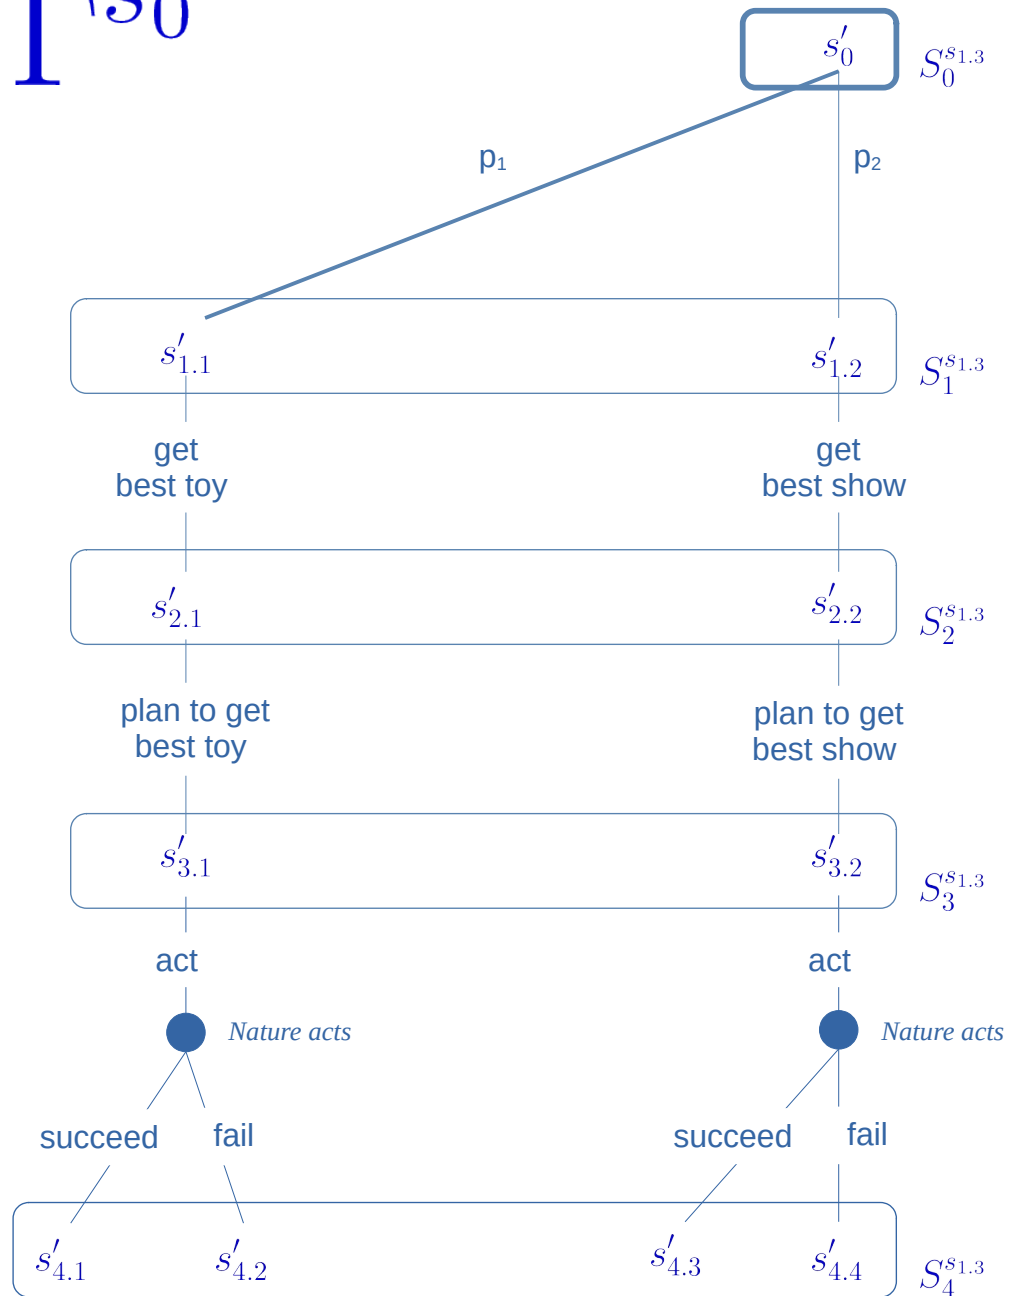 s₀
s′₀ S₀^{s₁.₃}
p₁ p₂
s′₁.₁ s′₁.₂ S₁^{s₁.₃}
get get
best toy best show
s′₂.₁ s′₂.₂ S₂^{s₁.₃}
plan to get plan to get
best toy best show
s′₃.₁ s′₃.₂ S₃^{s₁.₃}
act act
Nature acts Nature acts
succeed fail succeed fail
s′₄.₁ s′₄.₂ s′₄.₃ s′₄.₄ S₄^{s₁.₃}